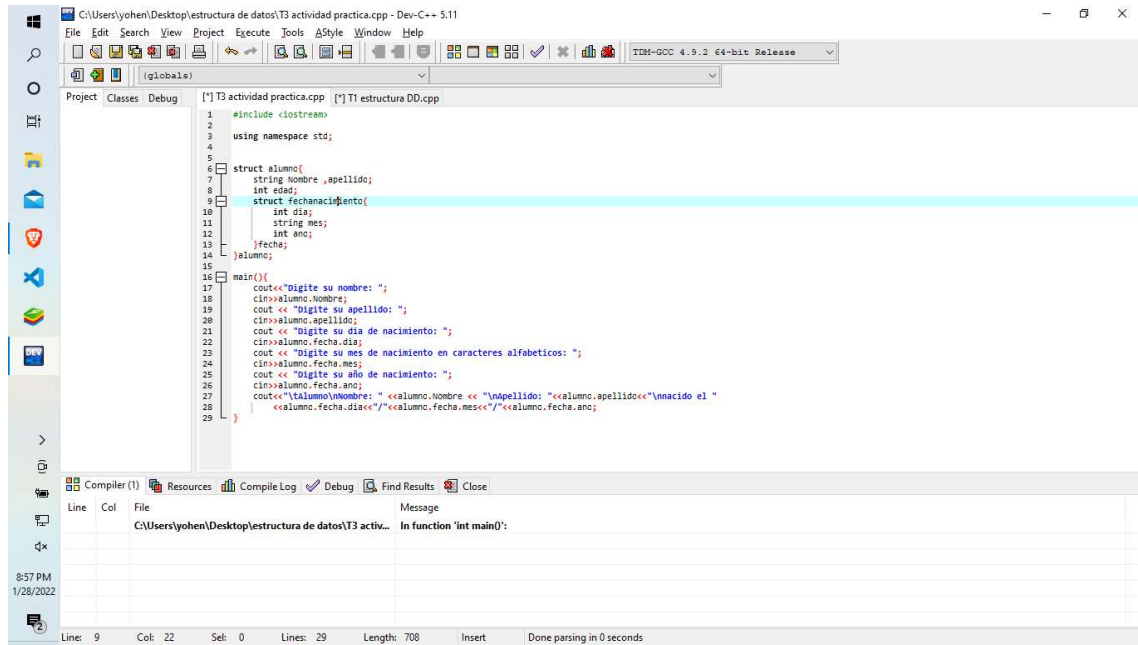 C:\Users\yohen\Desktop\estructura de datos\T3 actividad practica.cpp - Dev-C++ 5.11
File Edit Search View Project Execute Tools AStyle Window Help
TDM-GCC 4.9.2 64-bit Release
(globals)
Project Classes Debug
[*] T3 actividad practica.cpp [*] T1 estructura DD.cpp
1 #include <iostream>
2
3 using namespace std;
4
5
6 struct alumno{
7 string Nombre ,apellido;
8 int edad;
9 struct fechanacimiento{
10 int dia;
11 string mes;
12 int ano;
13 }fecha;
14 }alumno;
15
16 main(){
17 cout<<"Digite su nombre: ";
18 cin>>alumno.Nombre;
19 cout << "Digite su apellido: ";
20 cin>>alumno.apellido;
21 cout << "Digite su dia de nacimiento: ";
22 cin>>alumno.fecha.dia;
23 cout << "Digite su mes de nacimiento en caracteres alfabeticos: ";
24 cin>>alumno.fecha.mes;
25 cout << "Digite su año de nacimiento: ";
26 cin>>alumno.fecha.ano;
27 cout<<"\tAlumno\nNombre: " <<alumno.Nombre << "\nApellido: "<<alumno.apellido<<"\nnacido el "
28 <<alumno.fecha.dia<<"/"<<alumno.fecha.mes<<"/"<<alumno.fecha.ano;
29 }
Compiler (1) Resources Compile Log Debug Find Results Close
Line Col File Message
C:\Users\yohen\Desktop\estructura de datos\T3 activ... In function 'int main()':
DEV
8:57 PM
1/28/2022
2
Line: 9 Col: 22 Sel: 0 Lines: 29 Length: 708 Insert Done parsing in 0 seconds